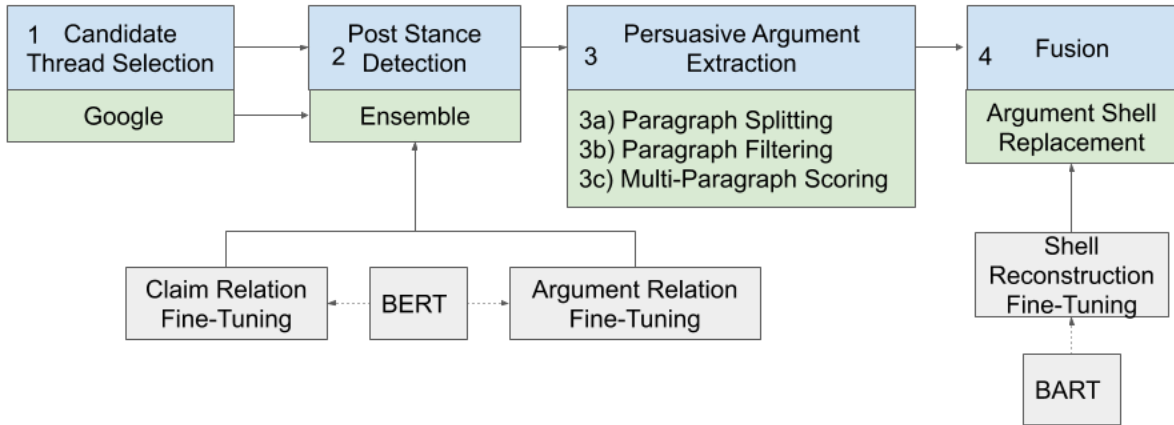 1 Candidate
Thread Selection
Google
2 Post Stance
Detection
Ensemble
3 Persuasive Argument
Extraction
3a) Paragraph Splitting
3b) Paragraph Filtering
3c) Multi-Paragraph Scoring
4 Fusion
Argument Shell
Replacement
Claim Relation
Fine-Tuning
BERT
Argument Relation
Fine-Tuning
Shell
Reconstruction
Fine-Tuning
BART